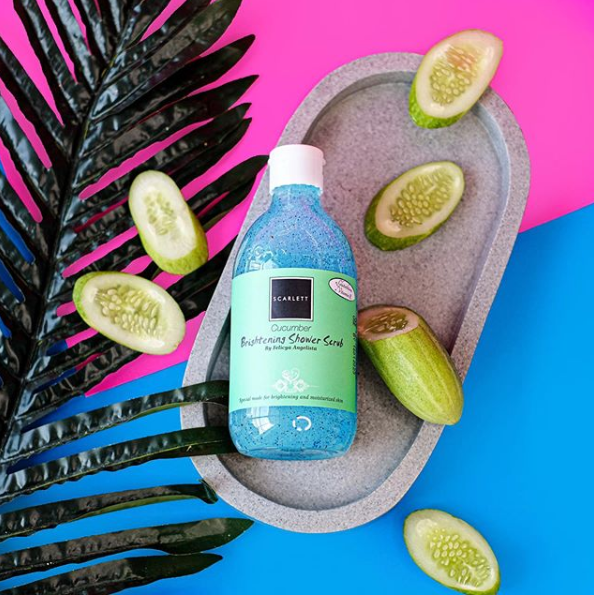 SCARLETT
Cucumber
Brightening Shower Scrub
By Felicya Angelista
Special made for brightening and moisturized skin